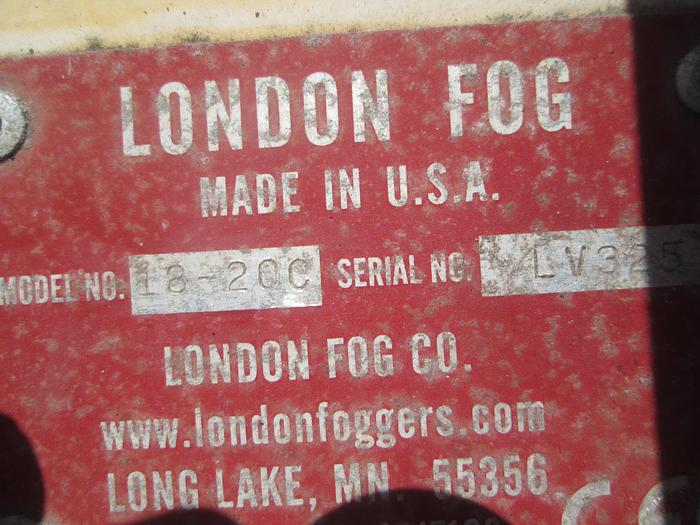 LONDON FOG
MADE IN U.S.A.
MODEL NO. 18-20C SERIAL NO. LV325
LONDON FOG CO.
www.londonfoggers.com
LONG LAKE, MN. 55356